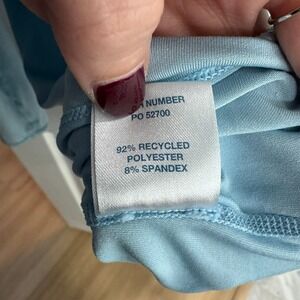 NUMBER
PO 52700
92% RECYCLED
POLYESTER
8% SPANDEX